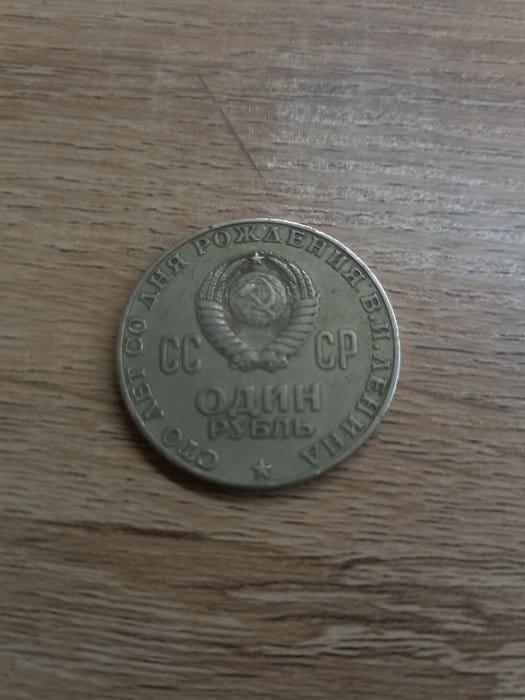 СТО ЛЕТ СО ДНЯ РОЖДЕНИЯ В.И. ЛЕНИНА
СС СР
ОДИН
РУБЛЬ